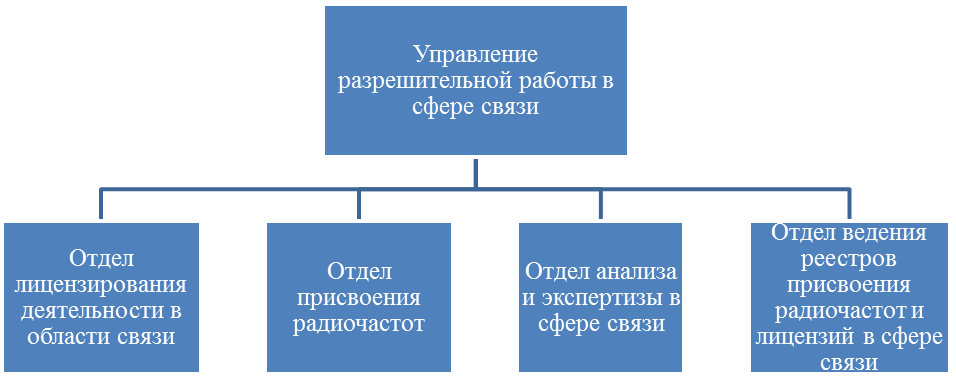 Управление
разрешительной работы в
сфере связи
Отдел
лицензирования
деятельности в
области связи
Отдел
присвоения
радиочастот
Отдел анализа
и экспертизы в
сфере связи
Отдел ведения
реестров
присвоения
радиочастот и
лицензий в сфере
связи